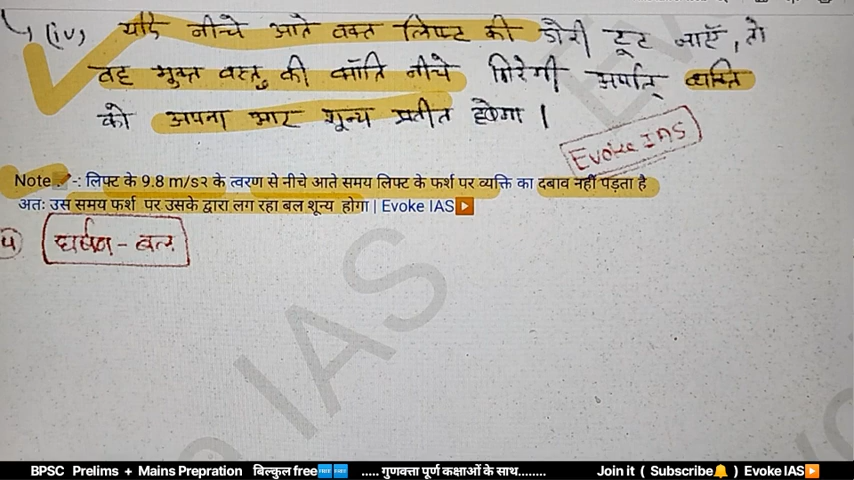 (iv) यदि नीचे आते वक्त लिफ्ट की डोरी टूट जाएँ, तो
वह मुक्त वस्तु की भाँति नीचे गिरेगी अर्थात् व्यक्ति
को अपना भार शून्य प्रतीत होगा।
Evoke IAS
Note -: लिफ्ट के 9.8 m/s२ के त्वरण से नीचे आते समय लिफ्ट के फर्श पर व्यक्ति का दबाव नहीं पड़ता है
अतः उस समय फर्श पर उसके द्वारा लग रहा बल शून्य होगा | Evoke IAS
घर्षण-बल
e IAS
BPSC Prelims + Mains Prepration बिल्कुल free ..... गुणवत्ता पूर्ण कक्षाओं के साथ........ Join it ( Subscribe ) Evoke IAS